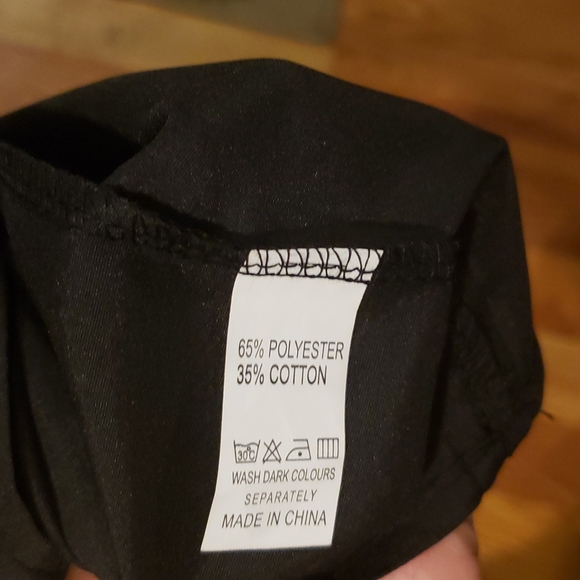 65% POLYESTER
35% COTTON
30°C
WASH DARK COLOURS
SEPARATELY
MADE IN CHINA